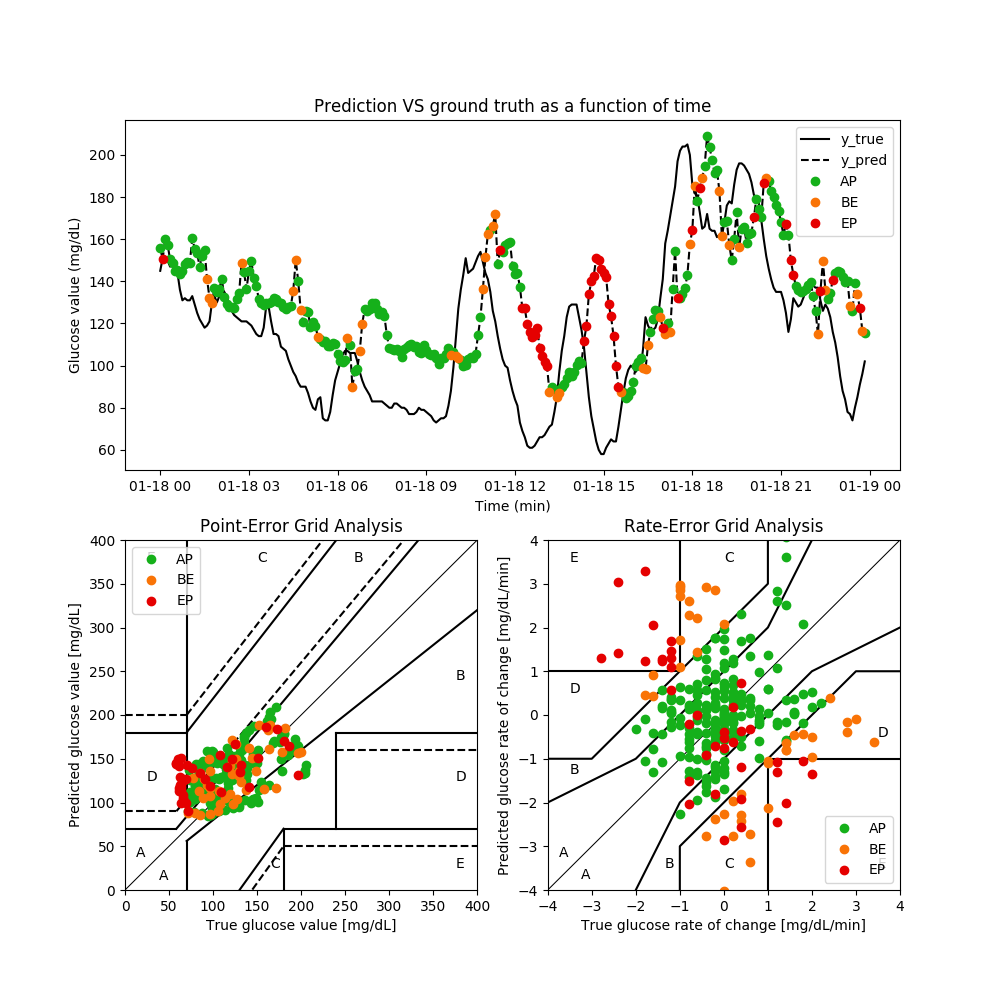 Prediction VS ground truth as a function of time
Glucose value (mg/dL)
200
180
160
140
120
100
80
60
y_true
y_pred
AP
BE
EP
01-18 00 01-18 03 01-18 06 01-18 09 01-18 12 01-18 15 01-18 18 01-18 21 01-19 00
Time (min)
Point-Error Grid Analysis
Predicted glucose value [mg/dL]
400
350
300
250
200
150
100
50
0
AP
BE
EP
E
C
B
B
D
D
A
A
C
E
0 50 100 150 200 250 300 350 400
True glucose value [mg/dL]
Rate-Error Grid Analysis
Predicted glucose rate of change [mg/dL/min]
4
3
2
1
0
−1
−2
−3
−4
E
C
D
D
B
A
A
B
C
E
AP
BE
EP
−4 −3 −2 −1 0 1 2 3 4
True glucose rate of change [mg/dL/min]